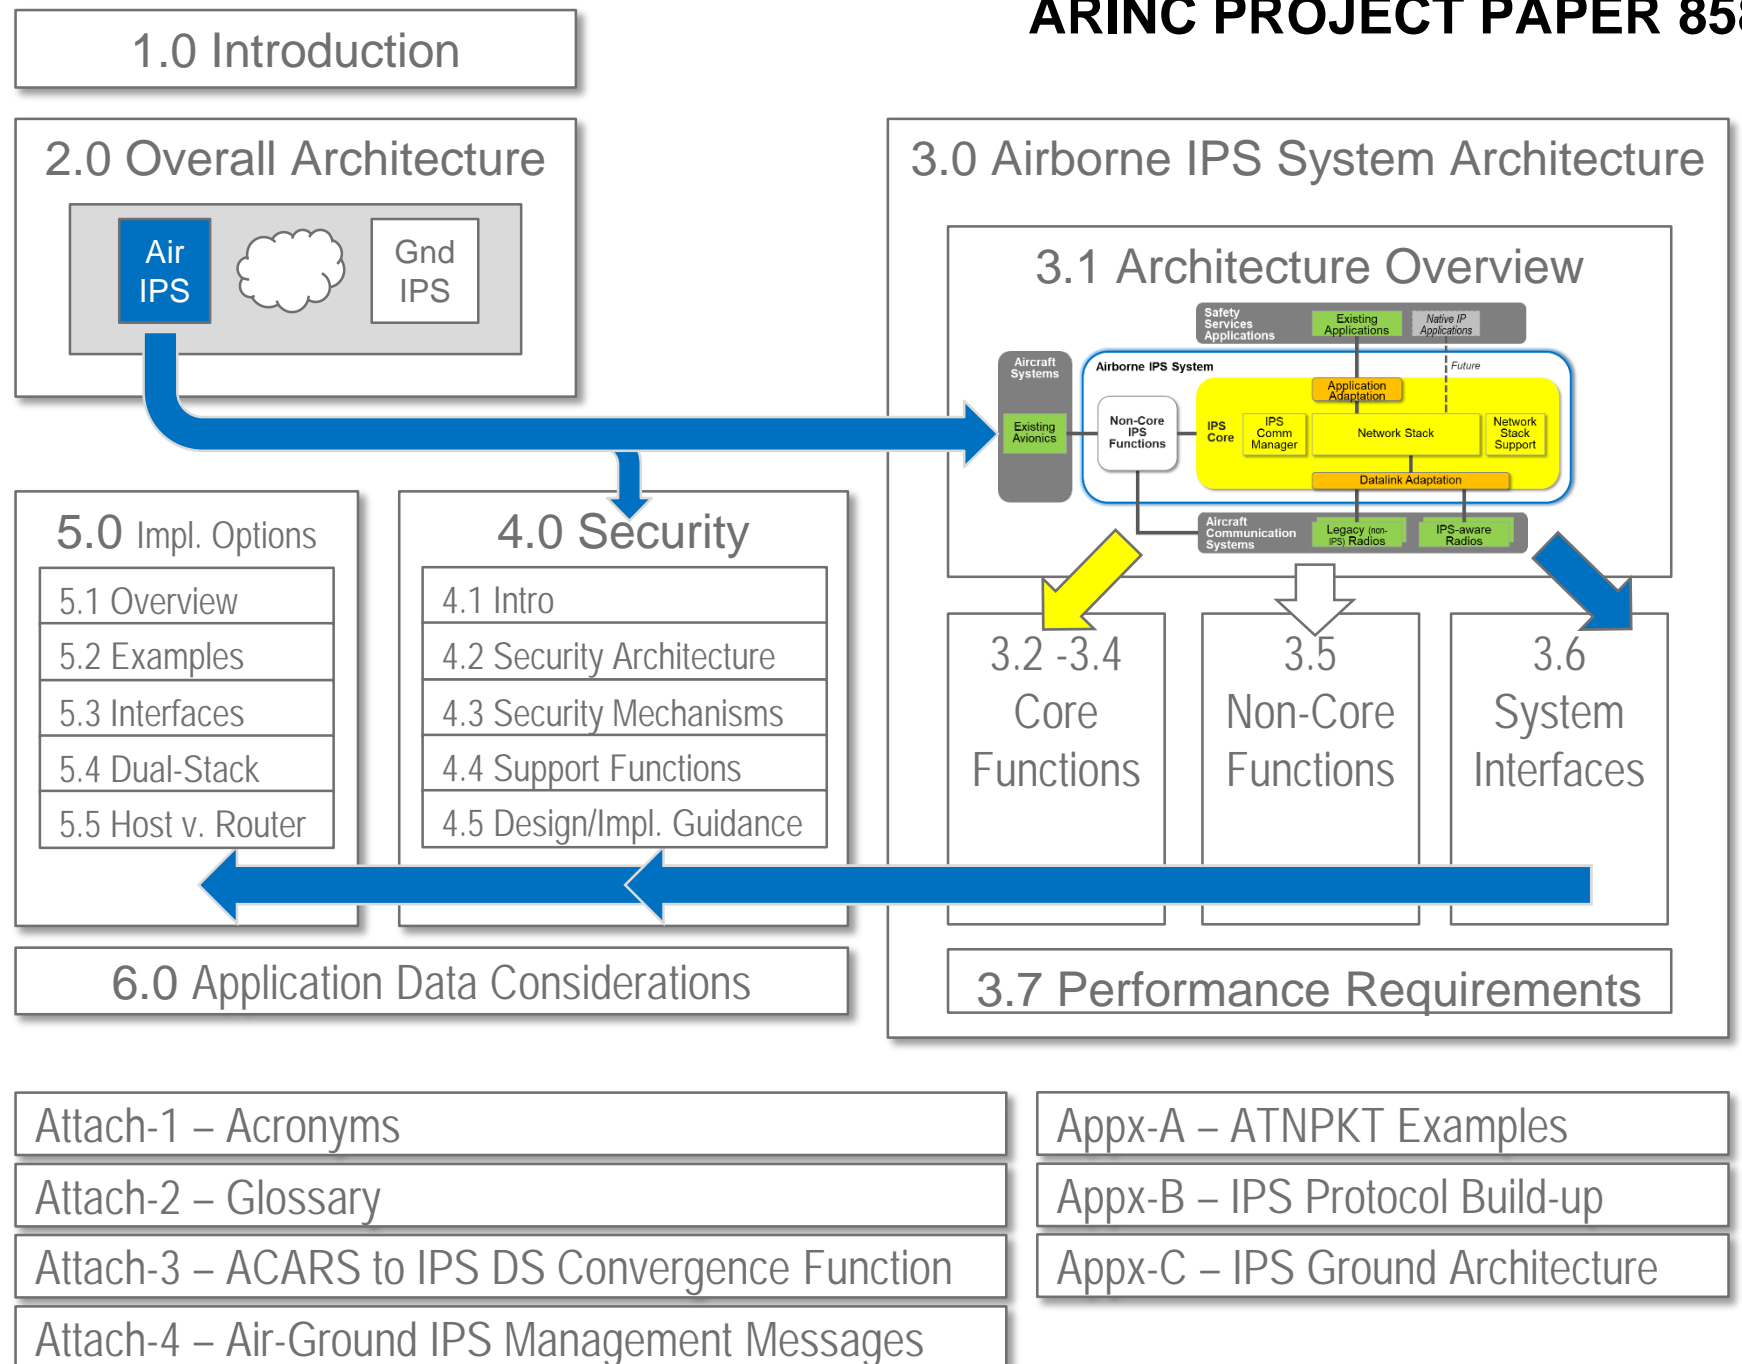 ARINC PROJECT PAPER 858
1.0 Introduction
2.0 Overall Architecture
Air
IPS
Gnd
IPS
3.0 Airborne IPS System Architecture
3.1 Architecture Overview
Safety
Services
Applications
Existing
Applications
Native IP
Applications
Future
Aircraft
Systems
Existing
Avionics
Airborne IPS System
Non-Core
IPS
Functions
IPS
Core
Application
Adaptation
IPS
Comm
Manager
Network Stack
Network
Stack
Support
Datalink Adaptation
Aircraft
Communication
Systems
Legacy (non-
IPS) Radios
IPS-aware
Radios
3.2 -3.4
Core
Functions
3.5
Non-Core
Functions
3.6
System
Interfaces
3.7 Performance Requirements
5.0 Impl. Options
5.1 Overview
5.2 Examples
5.3 Interfaces
5.4 Dual-Stack
5.5 Host v. Router
4.0 Security
4.1 Intro
4.2 Security Architecture
4.3 Security Mechanisms
4.4 Support Functions
4.5 Design/Impl. Guidance
6.0 Application Data Considerations
Attach-1 – Acronyms
Attach-2 – Glossary
Attach-3 – ACARS to IPS DS Convergence Function
Attach-4 – Air-Ground IPS Management Messages
Appx-A – ATNPKT Examples
Appx-B – IPS Protocol Build-up
Appx-C – IPS Ground Architecture